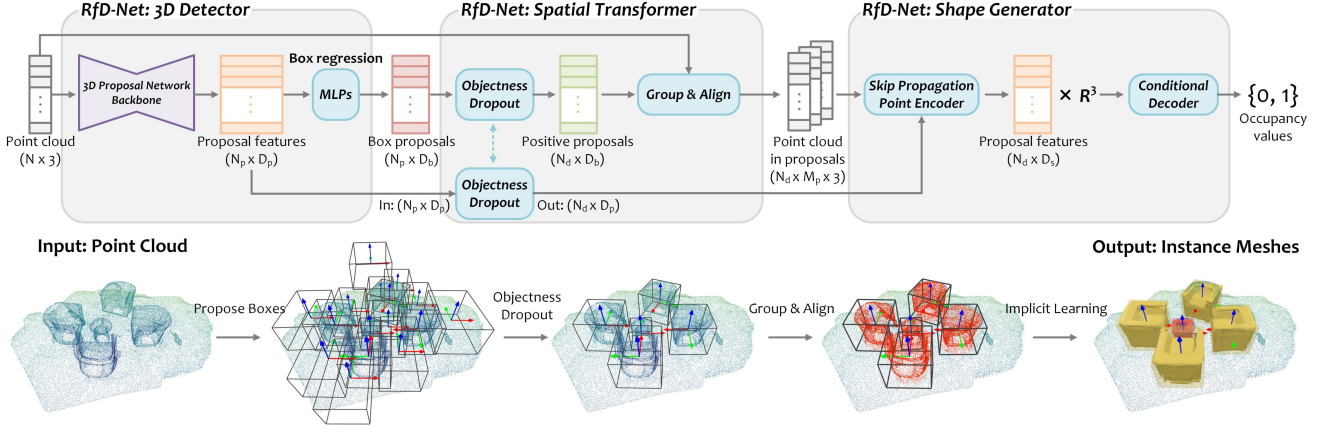 RfD-Net: 3D Detector
RfD-Net: Spatial Transformer
RfD-Net: Shape Generator
Point cloud
(N x 3)
3D Proposal Network
Backbone
Proposal features
(Np x Dp)
Box regression
MLPs
Box proposals
(Np x Db)
Objectness
Dropout
Positive proposals
(Nd x Db)
Group & Align
Objectness
Dropout
In: (Np x Dp)
Out: (Nd x Dp)
Point cloud
in proposals
(Nd x Mp x 3)
Skip Propagation
Point Encoder
Proposal features
(Nd x Ds)
× R³
Conditional
Decoder
{0, 1}
Occupancy
values
Input: Point Cloud
Output: Instance Meshes
Propose Boxes
Objectness
Dropout
Group & Align
Implicit Learning